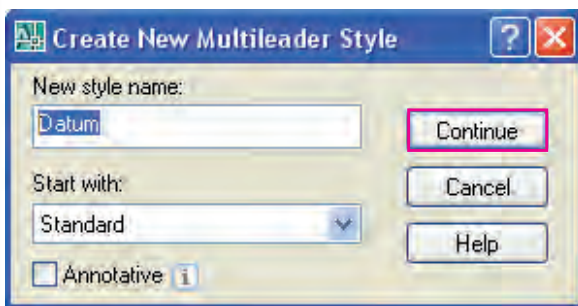 Create New Multileader Style
New style name:
Datum
Continue
Start with:
Cancel
Standard
Help
Annotative